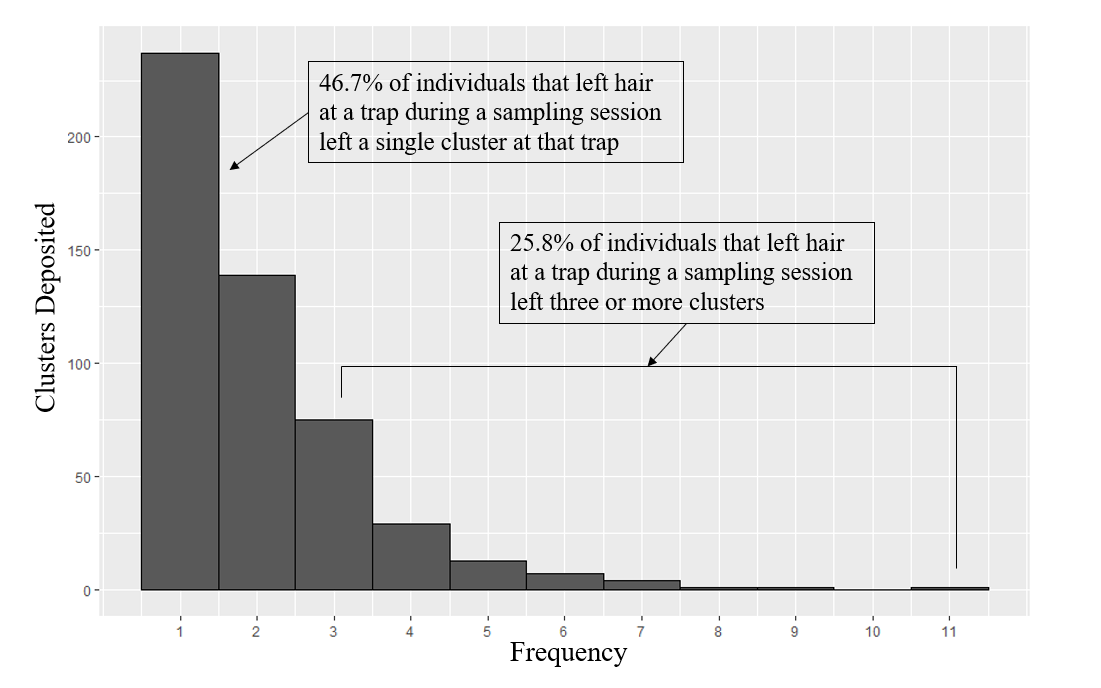 46.7% of individuals that left hair
at a trap during a sampling session
left a single cluster at that trap
25.8% of individuals that left hair
at a trap during a sampling session
left three or more clusters
Clusters Deposited
200
150
100
50
0
1 2 3 4 5 6 7 8 9 10 11
Frequency